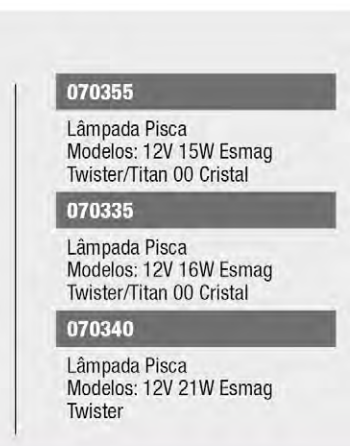 070355
Lâmpada Pisca
Modelos: 12V 15W Esmag
Twister/Titan 00 Cristal
070335
Lâmpada Pisca
Modelos: 12V 16W Esmag
Twister/Titan 00 Cristal
070340
Lâmpada Pisca
Modelos: 12V 21W Esmag
Twister